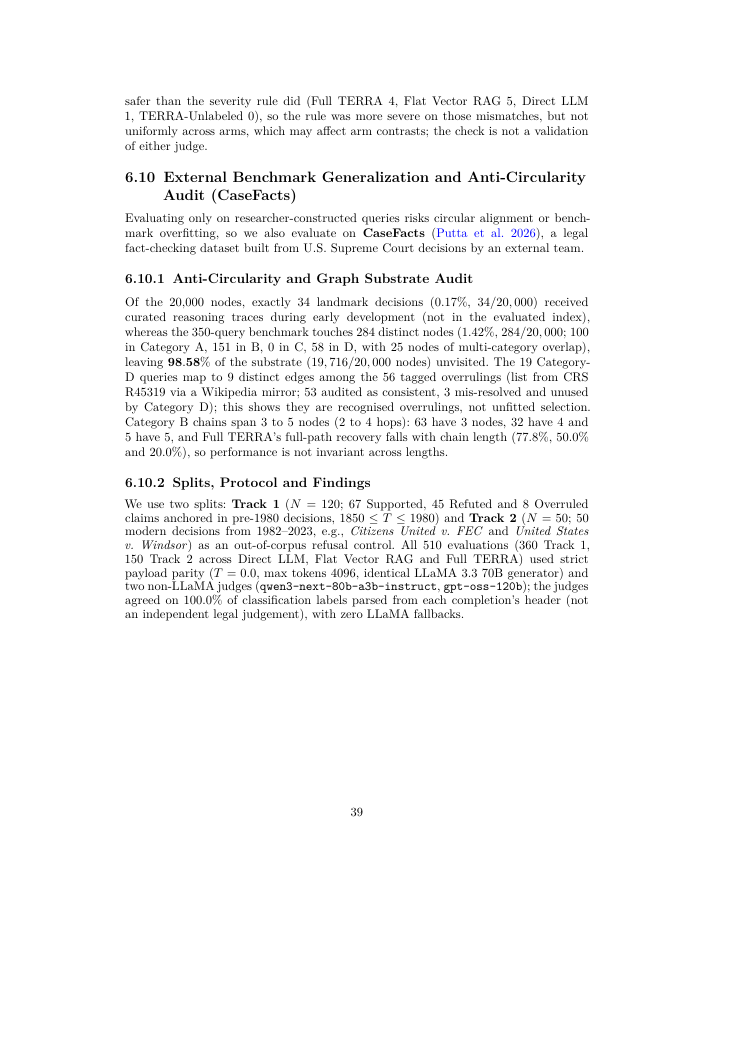 safer than the severity rule did (Full TERRA 4, Flat Vector RAG 5, Direct LLM
1, TERRA-Unlabeled 0), so the rule was more severe on those mismatches, but not
uniformly across arms, which may affect arm contrasts; the check is not a validation
of either judge.
6.10 External Benchmark Generalization and Anti-Circularity
Audit (CaseFacts)
Evaluating only on researcher-constructed queries risks circular alignment or bench-
mark overfitting, so we also evaluate on CaseFacts (Putta et al. 2026), a legal
fact-checking dataset built from U.S. Supreme Court decisions by an external team.
6.10.1 Anti-Circularity and Graph Substrate Audit
Of the 20,000 nodes, exactly 34 landmark decisions (0.17%, 34/20,000) received
curated reasoning traces during early development (not in the evaluated index),
whereas the 350-query benchmark touches 284 distinct nodes (1.42%, 284/20,000; 100
in Category A, 151 in B, 0 in C, 58 in D, with 25 nodes of multi-category overlap),
leaving 98.58% of the substrate (19,716/20,000 nodes) unvisited. The 19 Category-
D queries map to 9 distinct edges among the 56 tagged overrulings (list from CRS
R45319 via a Wikipedia mirror; 53 audited as consistent, 3 mis-resolved and unused
by Category D); this shows they are recognised overrulings, not unfitted selection.
Category B chains span 3 to 5 nodes (2 to 4 hops): 63 have 3 nodes, 32 have 4 and
5 have 5, and Full TERRA's full-path recovery falls with chain length (77.8%, 50.0%
and 20.0%), so performance is not invariant across lengths.
6.10.2 Splits, Protocol and Findings
We use two splits: Track 1 (N = 120; 67 Supported, 45 Refuted and 8 Overruled
claims anchored in pre-1980 decisions, 1850 ≤ T ≤ 1980) and Track 2 (N = 50; 50
modern decisions from 1982–2023, e.g., Citizens United v. FEC and United States
v. Windsor) as an out-of-corpus refusal control. All 510 evaluations (360 Track 1,
150 Track 2 across Direct LLM, Flat Vector RAG and Full TERRA) used strict
payload parity (T = 0.0, max tokens 4096, identical LLaMA 3.3 70B generator) and
two non-LLaMA judges (qwen3-next-80b-a3b-instruct, gpt-oss-120b); the judges
agreed on 100.0% of classification labels parsed from each completion's header (not
an independent legal judgement), with zero LLaMA fallbacks.
39